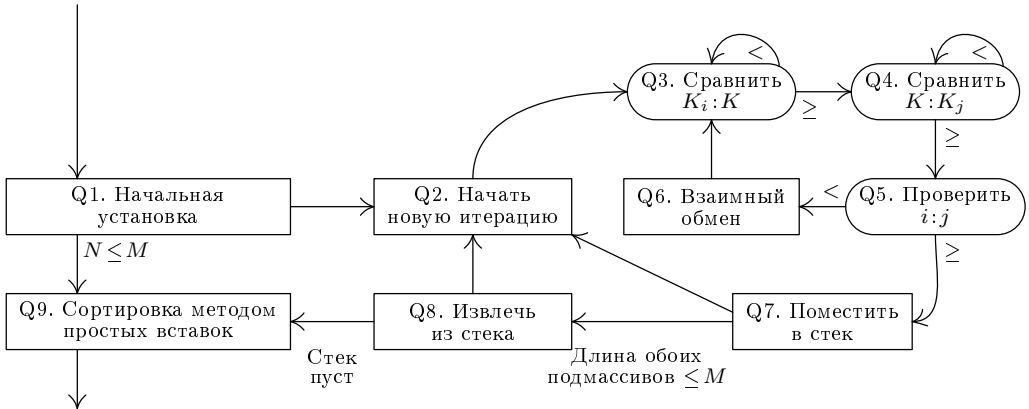 <
<
Q3. Сравнить
K_i : K
≥
Q4. Сравнить
K : K_j
≥
Q1. Начальная
установка
Q2. Начать
новую итерацию
Q6. Взаимный
обмен
<
Q5. Проверить
i : j
N ≤ M
≥
Q9. Сортировка методом
простых вставок
Q8. Извлечь
из стека
Q7. Поместить
в стек
Стек
пуст
Длина обоих
подмассивов ≤ M